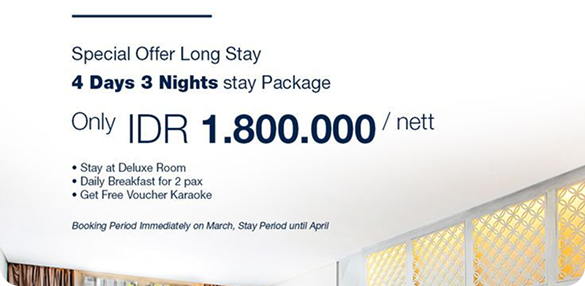 Special Offer Long Stay
4 Days 3 Nights stay Package
Only IDR 1.800.000 / nett
• Stay at Deluxe Room
• Daily Breakfast for 2 pax
• Get Free Voucher Karaoke
Booking Period Immediately on March, Stay Period until April